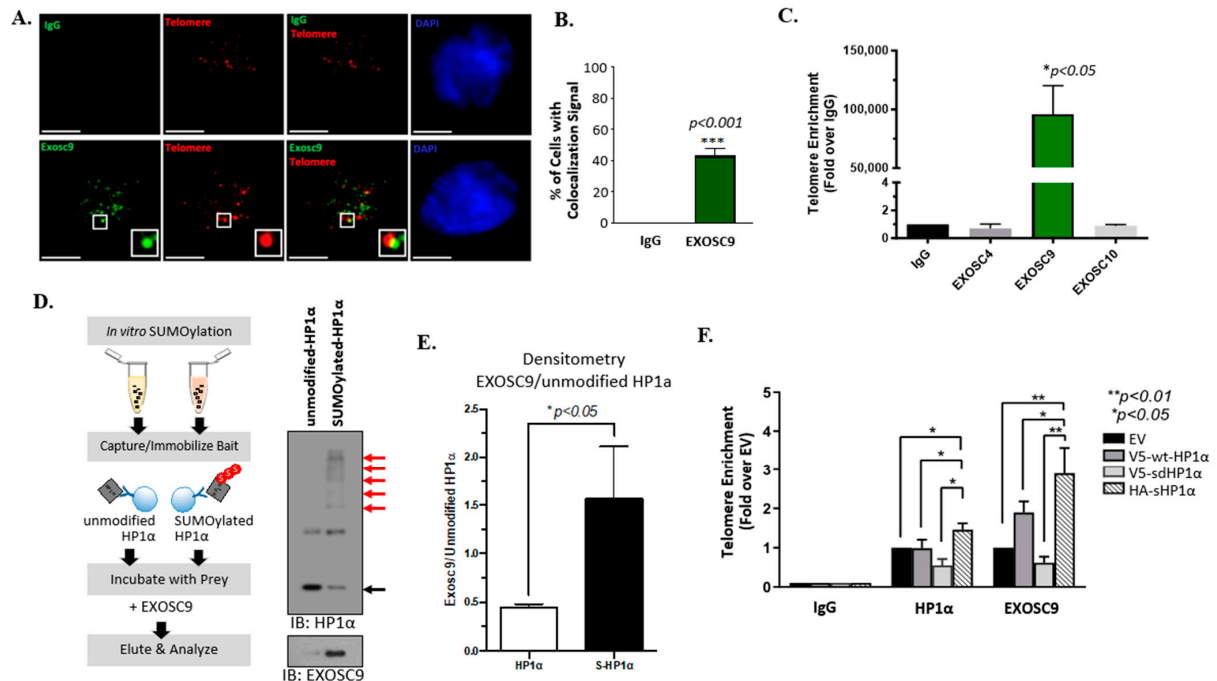 A.
IgG
Telomere
IgG
Telomere
DAPI
Exosc9
Telomere
Exosc9
Telomere
DAPI
B.
% of Cells with
Colocalization Signal
100
80
60
40
20
0
p<0.001
***
IgG
EXOSC9
C.
Telomere Enrichment
(Fold over IgG)
150,000
100,000
50,000
4
2
0
*p<0.05
IgG
EXOSC4
EXOSC9
EXOSC10
D.
In vitro SUMOylation
Capture/Immobilize Bait
S S S
unmodified
HP1α
SUMOylated
HP1α
Incubate with Prey
+ EXOSC9
Elute & Analyze
unmodified-HP1α
SUMOylated-HP1α
IB: HP1α
IB: EXOSC9
E.
Densitometry
EXOSC9/unmodified HP1a
*p<0.05
Exosc9/Unmodified HP1α
2.0
1.5
1.0
0.5
0.0
HP1α
S-HP1α
F.
Telomere Enrichment
(Fold over EV)
5
4
3
2
1
0
*
*
*
**
*
**
IgG
HP1α
EXOSC9
**p<0.01
*p<0.05
EV
V5-wt-HP1α
V5-sdHP1α
HA-sHP1α